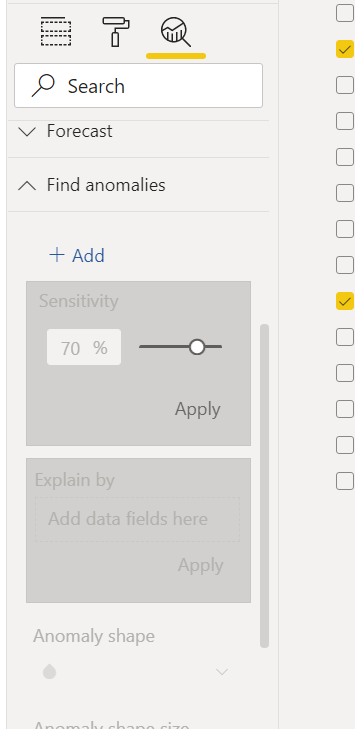 Search
Forecast
Find anomalies
+ Add
Sensitivity
70 %
Apply
Explain by
Add data fields here
Apply
Anomaly shape
Anomaly shape size